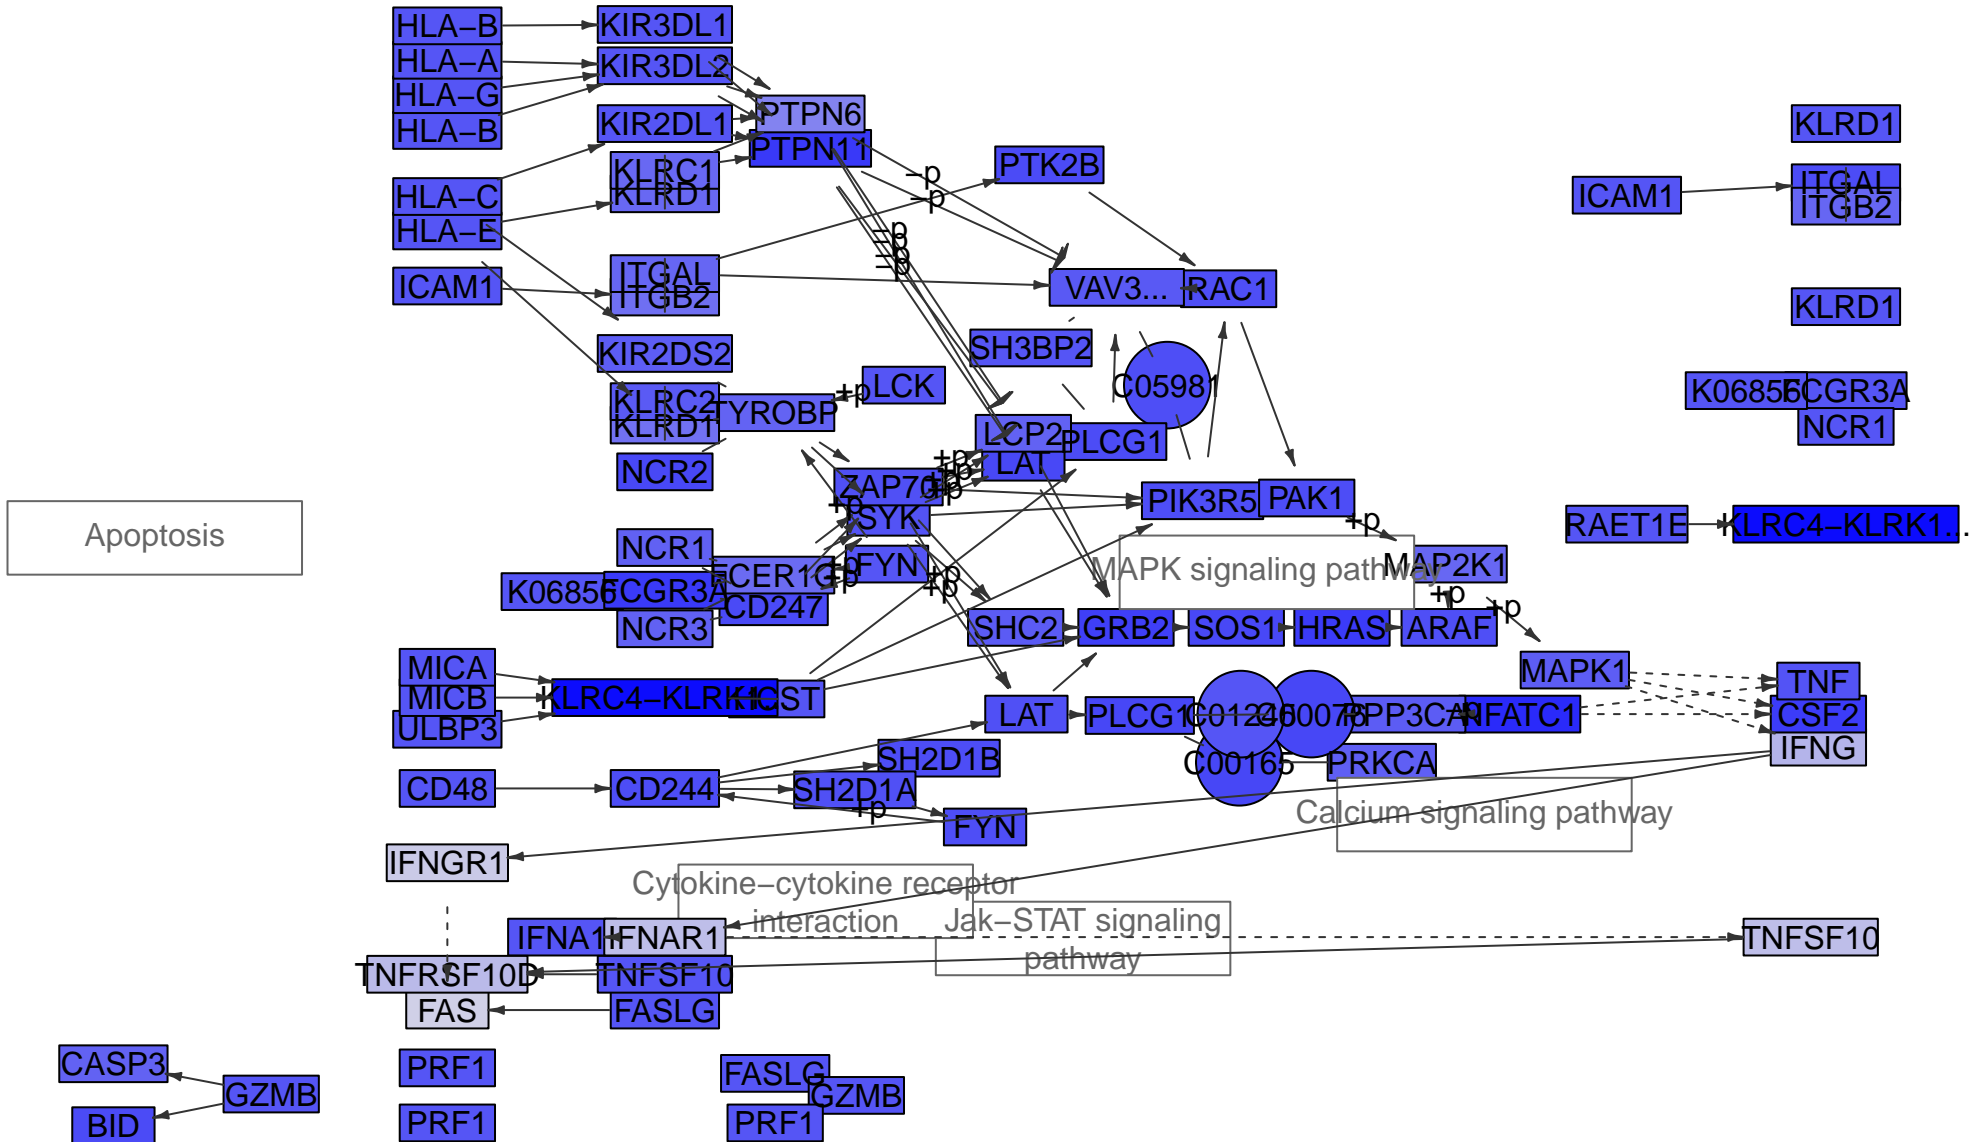 HLA−B
KIR3DL1
HLA−A
KIR3DL2
HLA−G
HLA−B
PTPN6
KIR2DL1
PTPN11
KLRD1
PTK2B
−p
−p
KLRC1
KLRD1
HLA−C
HLA−E
ICAM1
ITGAL
ITGB2
−p
−p
−p
−p
ICAM1
ITGAL
ITGB2
VAV3...
RAC1
KLRD1
KIR2DS2
SH3BP2
C05981
LCK
+p
KLRC2
KLRD1
TYROBP
K06856
FCGR3A
NCR1
LCP2
PLCG1
LAT
NCR2
+p
+p
+p
+p
ZAP70
SYK
+p
PIK3R5
PAK1
+p
RAET1E
KLRC4−KLRK1...
Apoptosis
NCR1
FCER1G
FYN
+p
+p
+p
+p
MAPK signaling pathway
MAP2K1
K06856
FCGR3A
CD247
NCR3
+p
+p
SHC2
GRB2
SOS1
HRAS
ARAF
MICA
MICB
ULBP3
KLRC4−KLRK1...
HCST
MAPK1
TNF
CSF2
IFNG
LAT
PLCG1
C01245
C00076
PPP3CA
NFATC1
C00165
PRKCA
SH2D1B
CD48
CD244
SH2D1A
+p
FYN
Calcium signaling pathway
IFNGR1
Cytokine−cytokine receptor
interaction
Jak−STAT signaling
pathway
IFNA1
IFNAR1
TNFSF10
TNFRSF10D
TNFSF10
FAS
FASLG
CASP3
GZMB
BID
PRF1
PRF1
FASLG
GZMB
PRF1